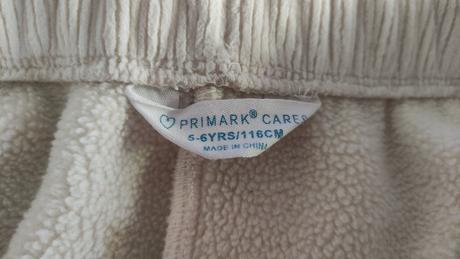 PRIMARK® CARES
5-6YRS/116CM
MADE IN CHINA